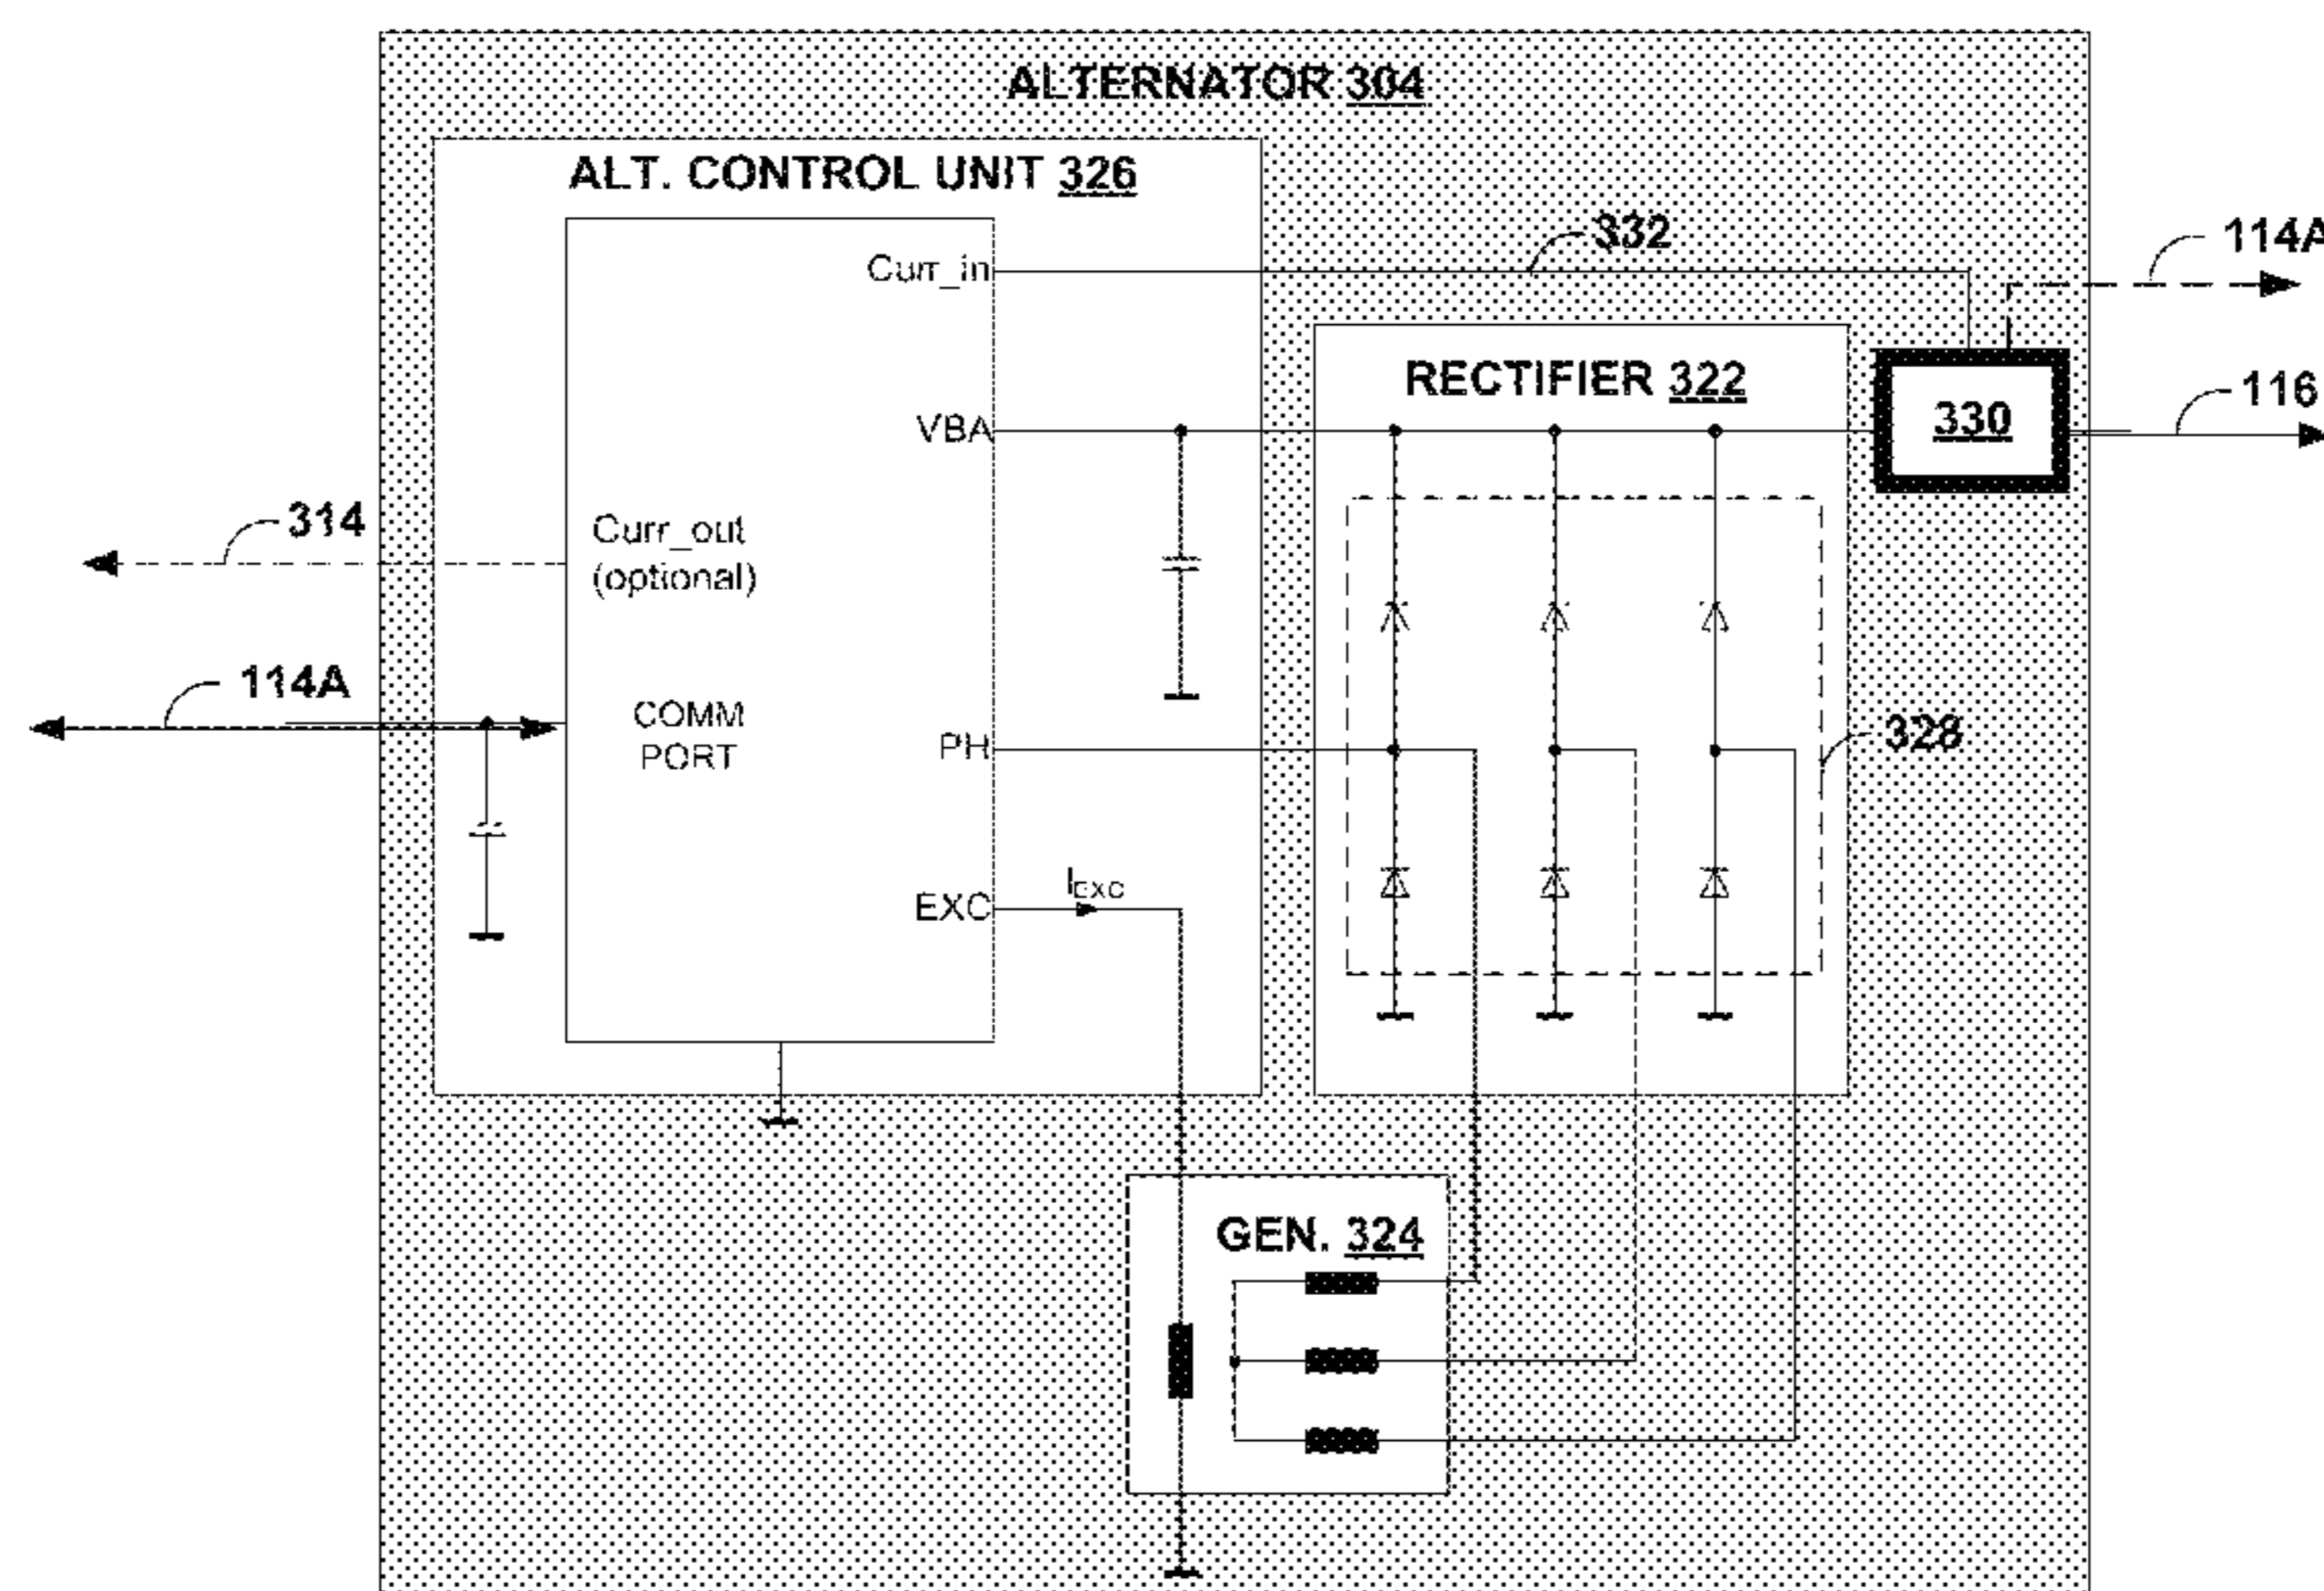 ALTERNATOR 304
ALT. CONTROL UNIT 326
Curr_in
332
114A
RECTIFIER 322
116
330
VBA
314
Curr_out
(optional)
114A
COMM
PORT
PH
328
EXC
IEXC
GEN. 324